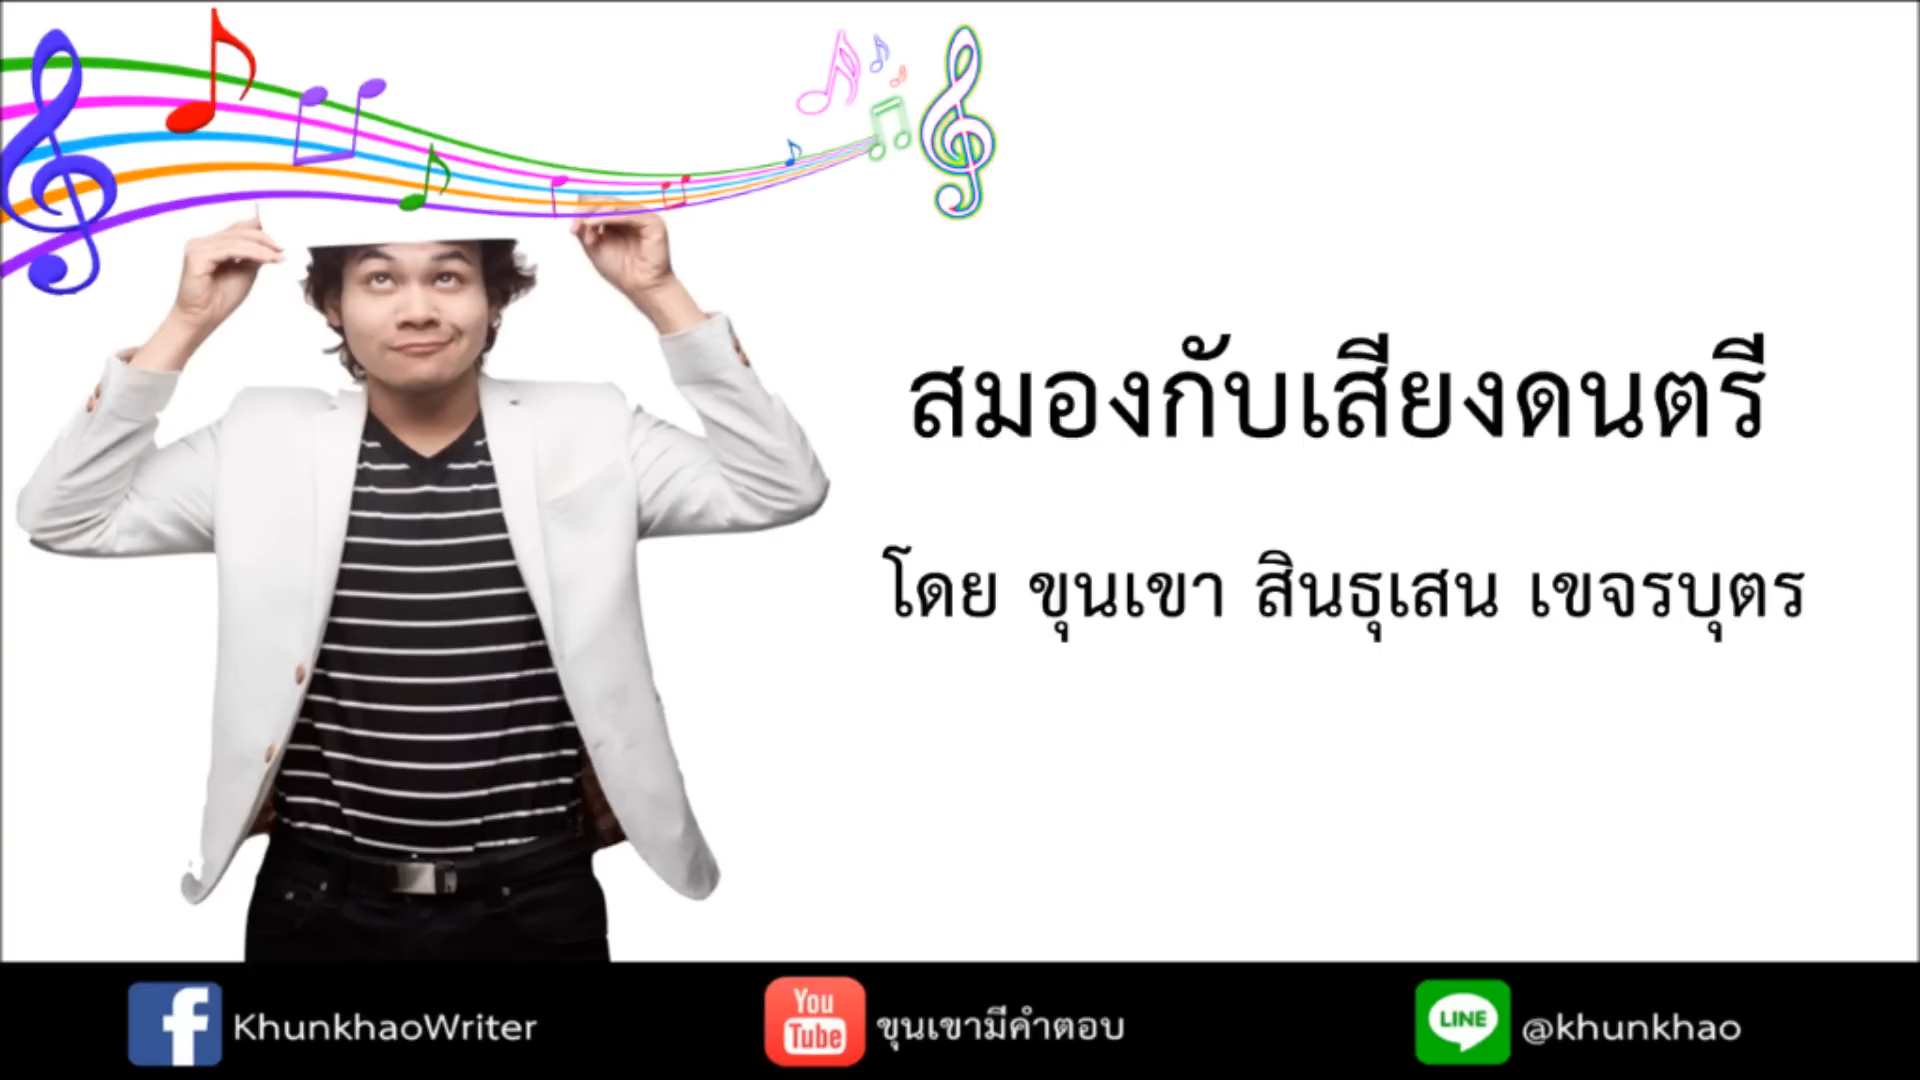 สมองกับเสียงดนตรี
โดย ขุนเขา สินธุเสน เขจรบุตร
KhunkhaoWriter
You
Tube
ขุนเขามีคำตอบ
LINE
@khunkhao